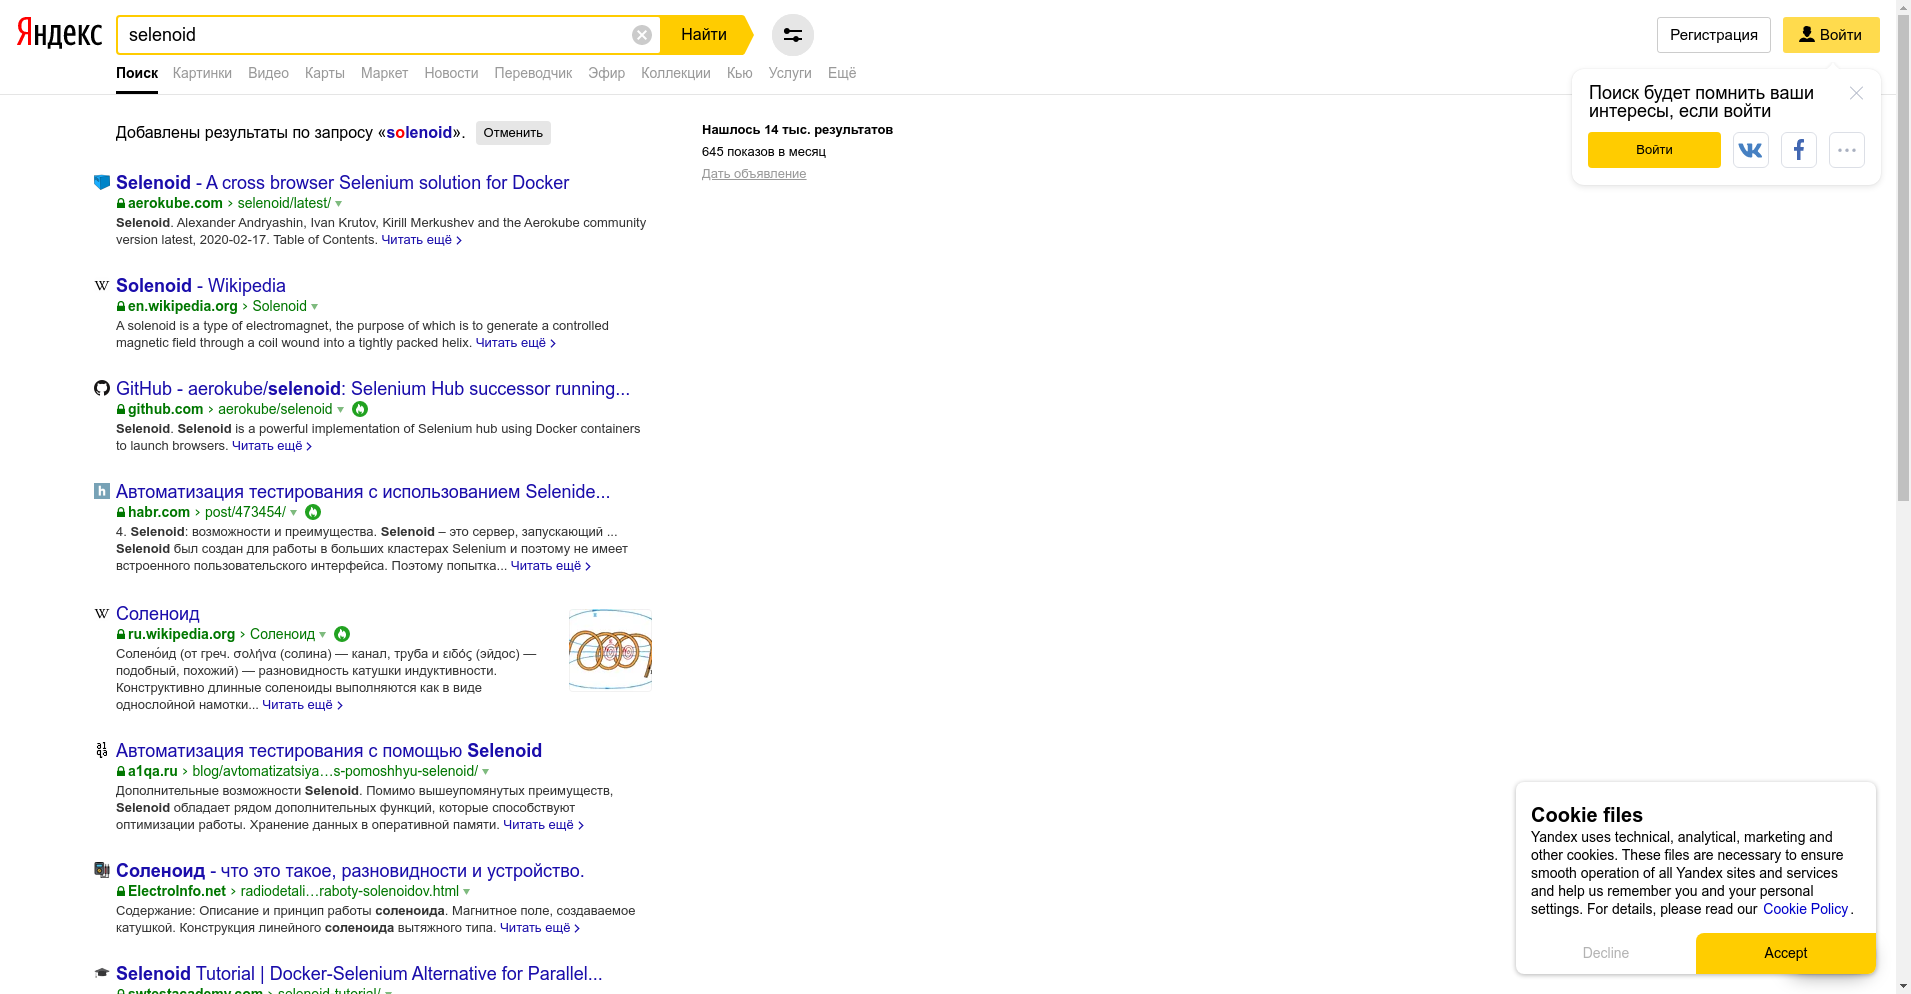 Яндекс
selenoid
Найти
Регистрация
Войти
Поиск Картинки Видео Карты Маркет Новости Переводчик Эфир Коллекции Кью Услуги Ещё
Поиск будет помнить ваши
интересы, если войти
Войти
Добавлены результаты по запросу «solenoid». Отменить
Нашлось 14 тыс. результатов
645 показов в месяц
Дать объявление
Selenoid - A cross browser Selenium solution for Docker
aerokube.com › selenoid/latest/
Selenoid. Alexander Andryashin, Ivan Krutov, Kirill Merkushev and the Aerokube community
version latest, 2020-02-17. Table of Contents. Читать ещё ›
Solenoid - Wikipedia
en.wikipedia.org › Solenoid
A solenoid is a type of electromagnet, the purpose of which is to generate a controlled
magnetic field through a coil wound into a tightly packed helix. Читать ещё ›
GitHub - aerokube/selenoid: Selenium Hub successor running...
github.com › aerokube/selenoid
Selenoid. Selenoid is a powerful implementation of Selenium hub using Docker containers
to launch browsers. Читать ещё ›
Автоматизация тестирования с использованием Selenide...
habr.com › post/473454/
4. Selenoid: возможности и преимущества. Selenoid – это сервер, запускающий ...
Selenoid был создан для работы в больших кластерах Selenium и поэтому не имеет
встроенного пользовательского интерфейса. Поэтому попытка... Читать ещё ›
Соленоид
ru.wikipedia.org › Соленоид
Солено́ид (от греч. σολήνα (солина) — канал, труба и ειδός (эйдос) —
подобный, похожий) — разновидность катушки индуктивности.
Конструктивно длинные соленоиды выполняются как в виде
однослойной намотки... Читать ещё ›
Автоматизация тестирования с помощью Selenoid
a1qa.ru › blog/avtomatizatsiya…s-pomoshhyu-selenoid/
Дополнительные возможности Selenoid. Помимо вышеупомянутых преимуществ,
Selenoid обладает рядом дополнительных функций, которые способствуют
оптимизации работы. Хранение данных в оперативной памяти. Читать ещё ›
Соленоид - что это такое, разновидности и устройство.
ElectroInfo.net › radiodetali…raboty-solenoidov.html
Содержание: Описание и принцип работы соленоида. Магнитное поле, создаваемое
катушкой. Конструкция линейного соленоида вытяжного типа. Читать ещё ›
Selenoid Tutorial | Docker-Selenium Alternative for Parallel...
swtestacademy.com › selenoid-tutorial/
Cookie files
Yandex uses technical, analytical, marketing and
other cookies. These files are necessary to ensure
smooth operation of all Yandex sites and services
and help us remember you and your personal
settings. For details, please read our Cookie Policy.
Decline
Accept